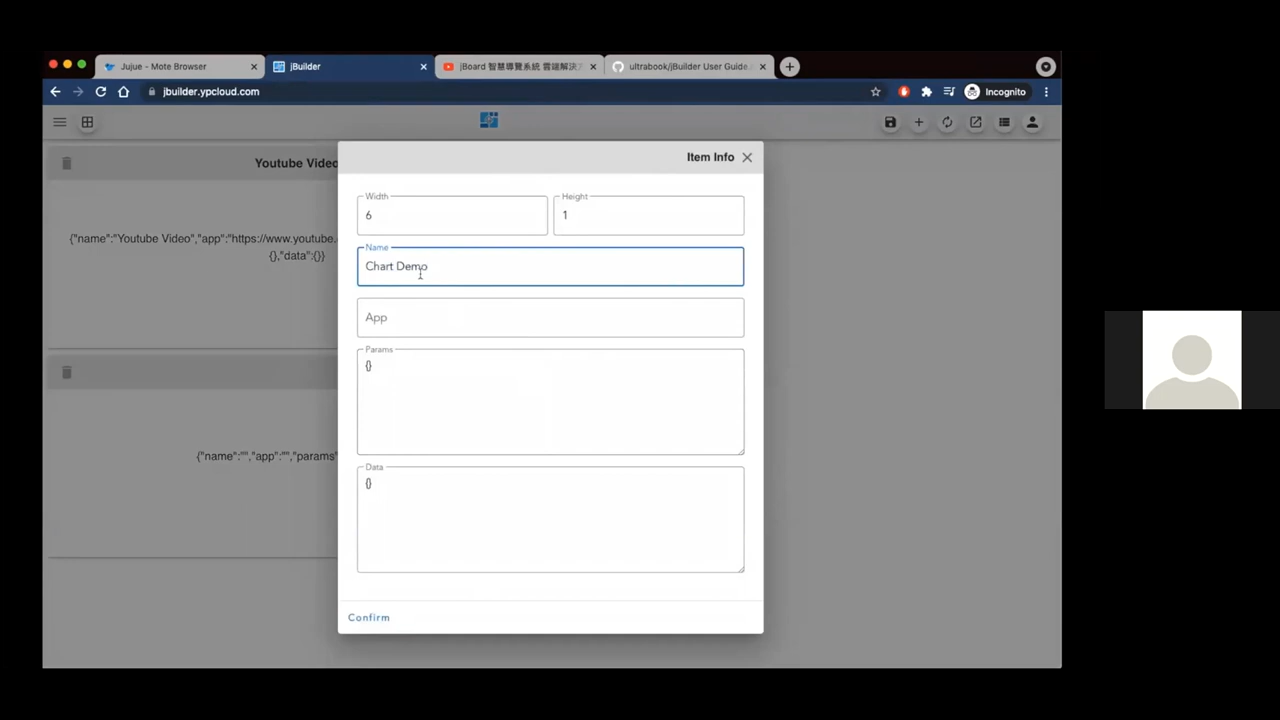 Jujue - Mote Browser
jBuilder
jBoard 智慧導覽系統 雲端解決方
ultrabook/jBuilder User Guide.
jbuilder.ypcloud.com
Incognito
Youtube Video
{"name":"Youtube Video","app":"https://www.youtube.
{},"data":{}}
{"name":"","app":"","params"
Item Info
Width
6
Height
1
Name
Chart Demo
App
Params
{}
Data
{}
Confirm